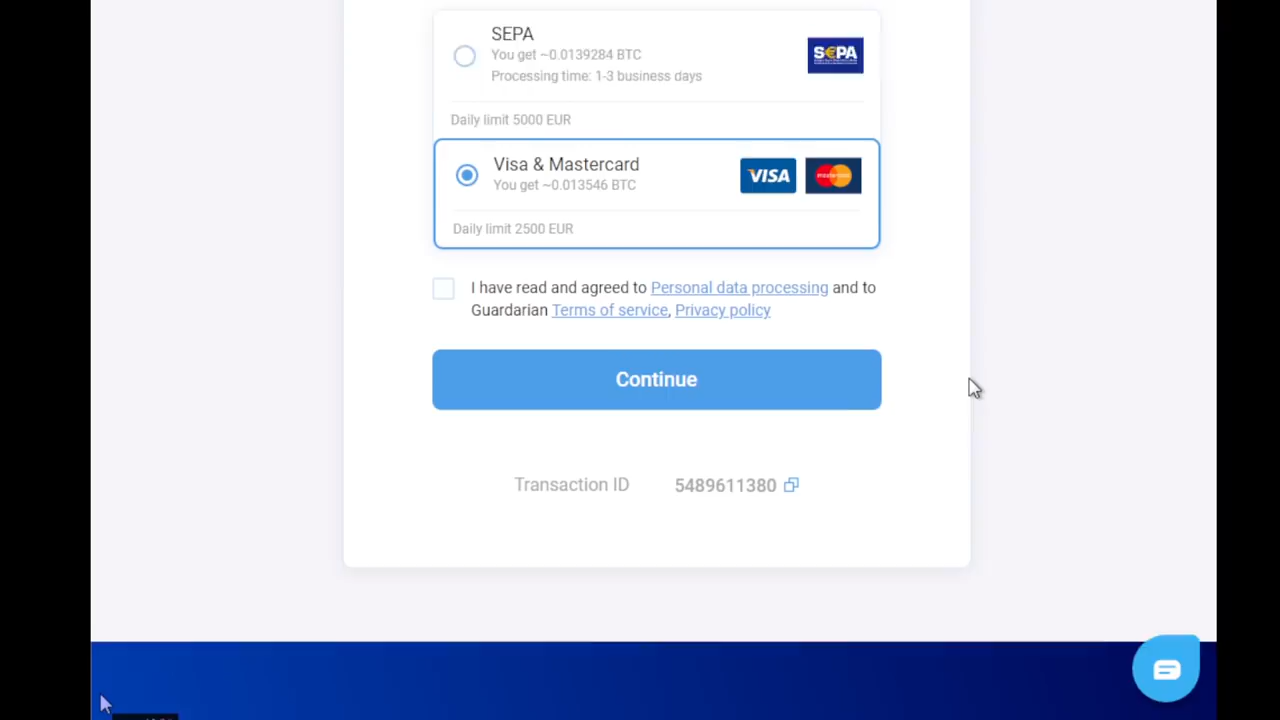 SEPA
You get ~0.0139284 BTC
Processing time: 1-3 business days
SEPA
Daily limit 5000 EUR
Visa & Mastercard
You get ~0.013546 BTC
VISA
mastercard
Daily limit 2500 EUR
I have read and agreed to Personal data processing and to
Guardarian Terms of service, Privacy policy
Continue
Transaction ID 5489611380